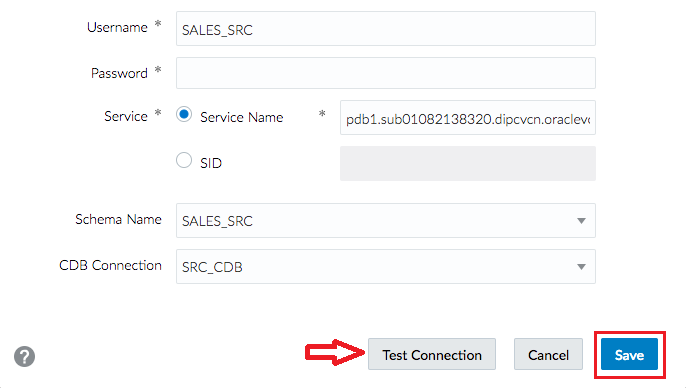 Username *
SALES_SRC
Password *
Service *
Service Name *
pdb1.sub01082138320.dipcvcn.oraclevc
SID
Schema Name
SALES_SRC
CDB Connection
SRC_CDB
?
Test Connection
Cancel
Save